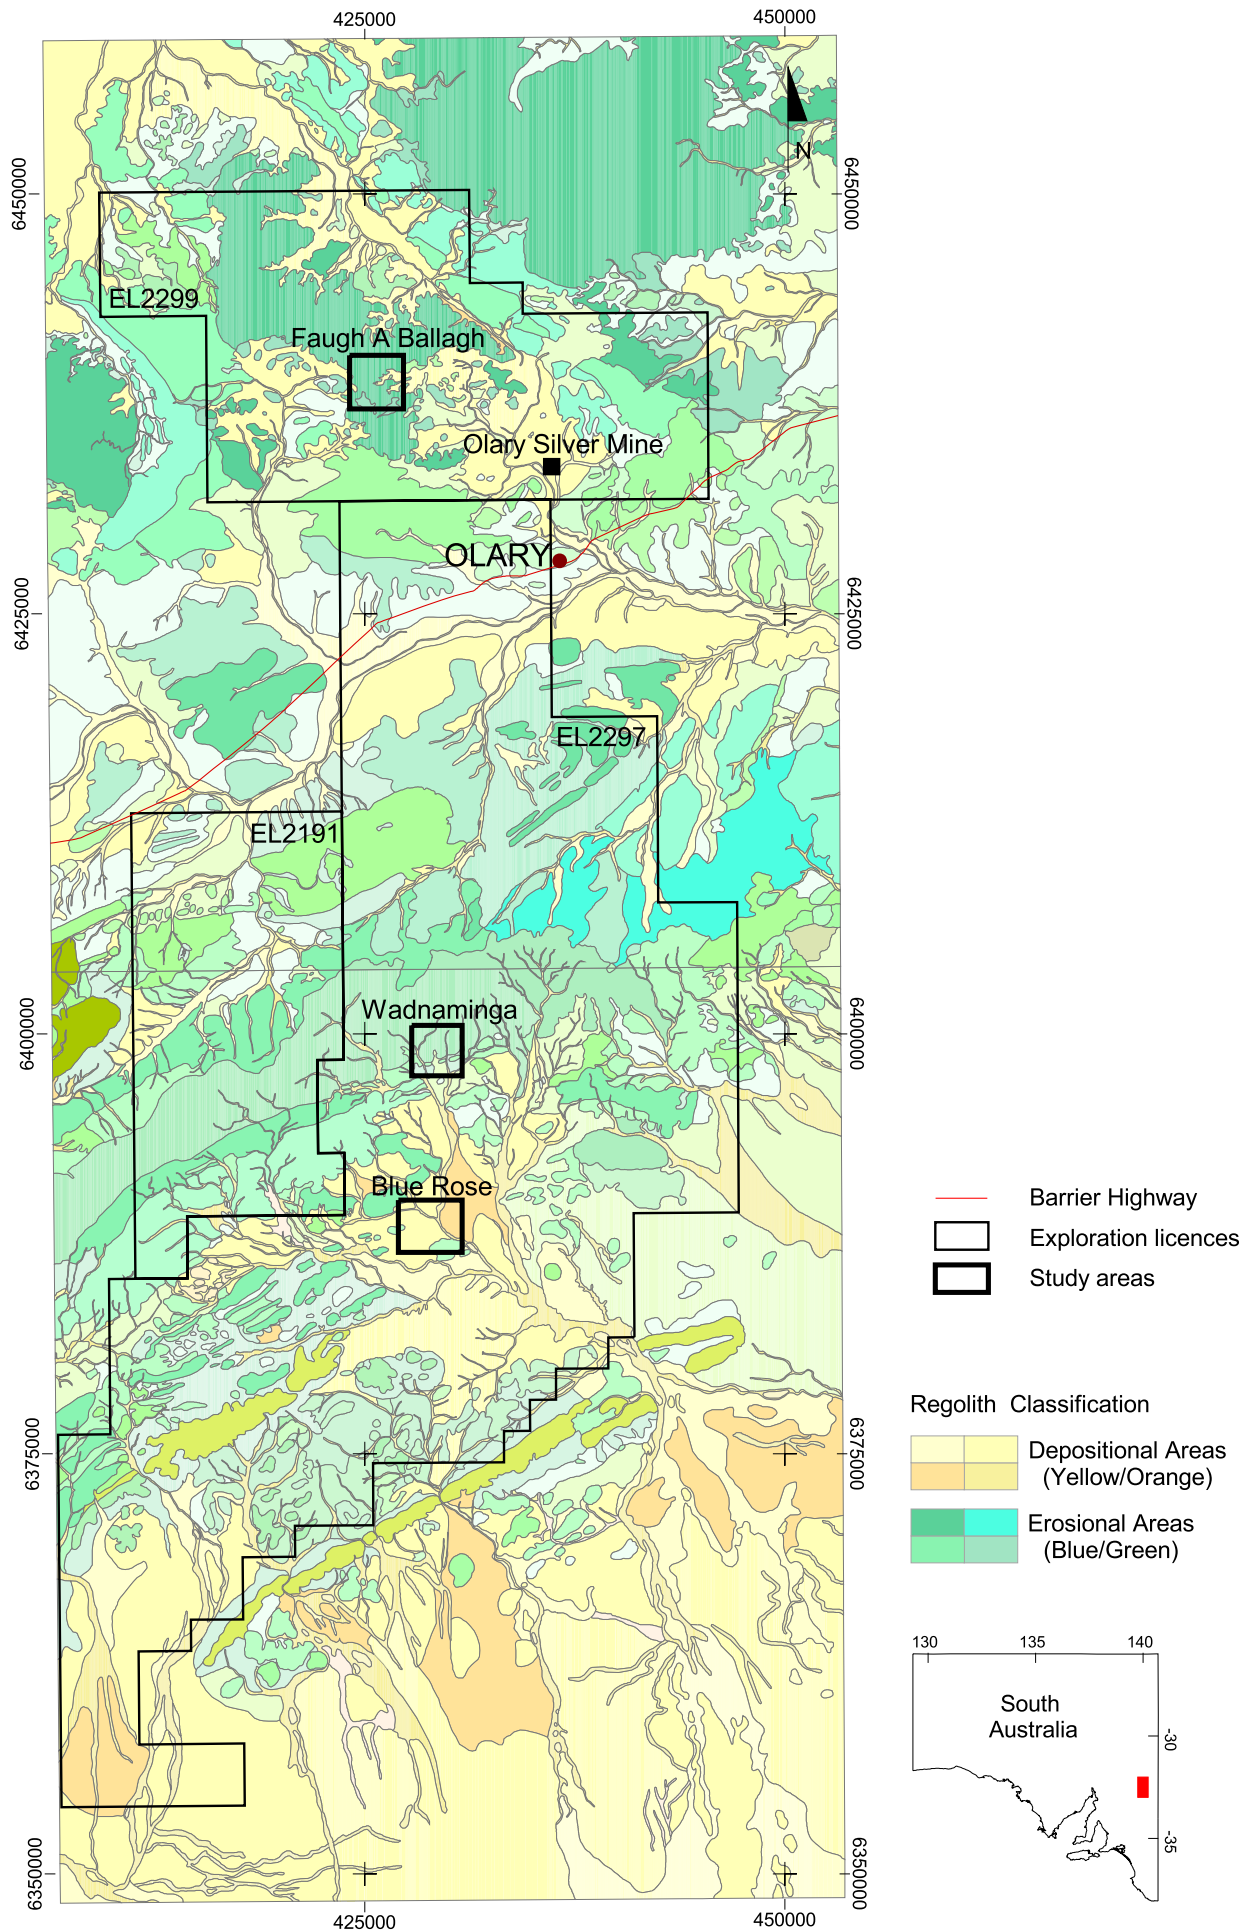 425000
450000
N
6450000
6450000
EL2299
Faugh A Ballagh
Olary Silver Mine
OLARY
6425000
6425000
EL2297
EL2191
Wadnaminga
6400000
6400000
Blue Rose
Barrier Highway
Exploration licences
Study areas
Regolith Classification
6375000
6375000
Depositional Areas
(Yellow/Orange)
Erosional Areas
(Blue/Green)
130
135
140
South
Australia
-30
-35
6350000
6350000
425000
450000